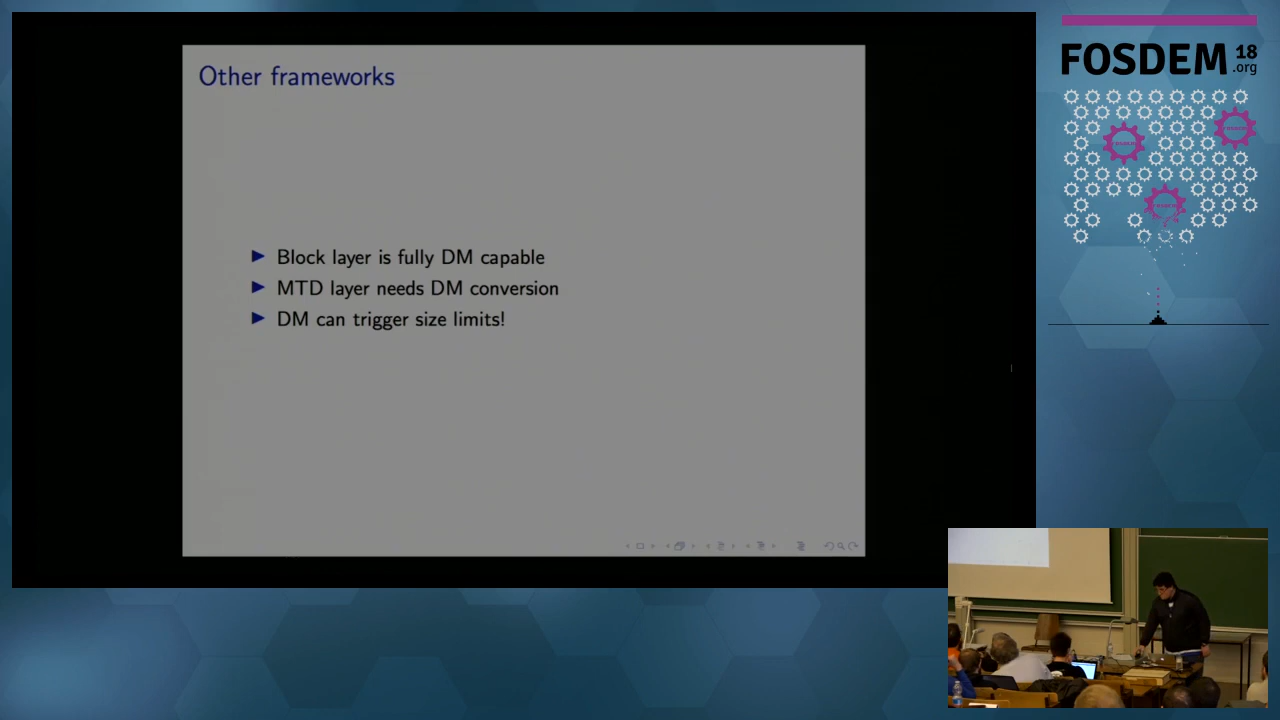 Other frameworks
Block layer is fully DM capable
MTD layer needs DM conversion
DM can trigger size limits!
FOSDEM 18
.org